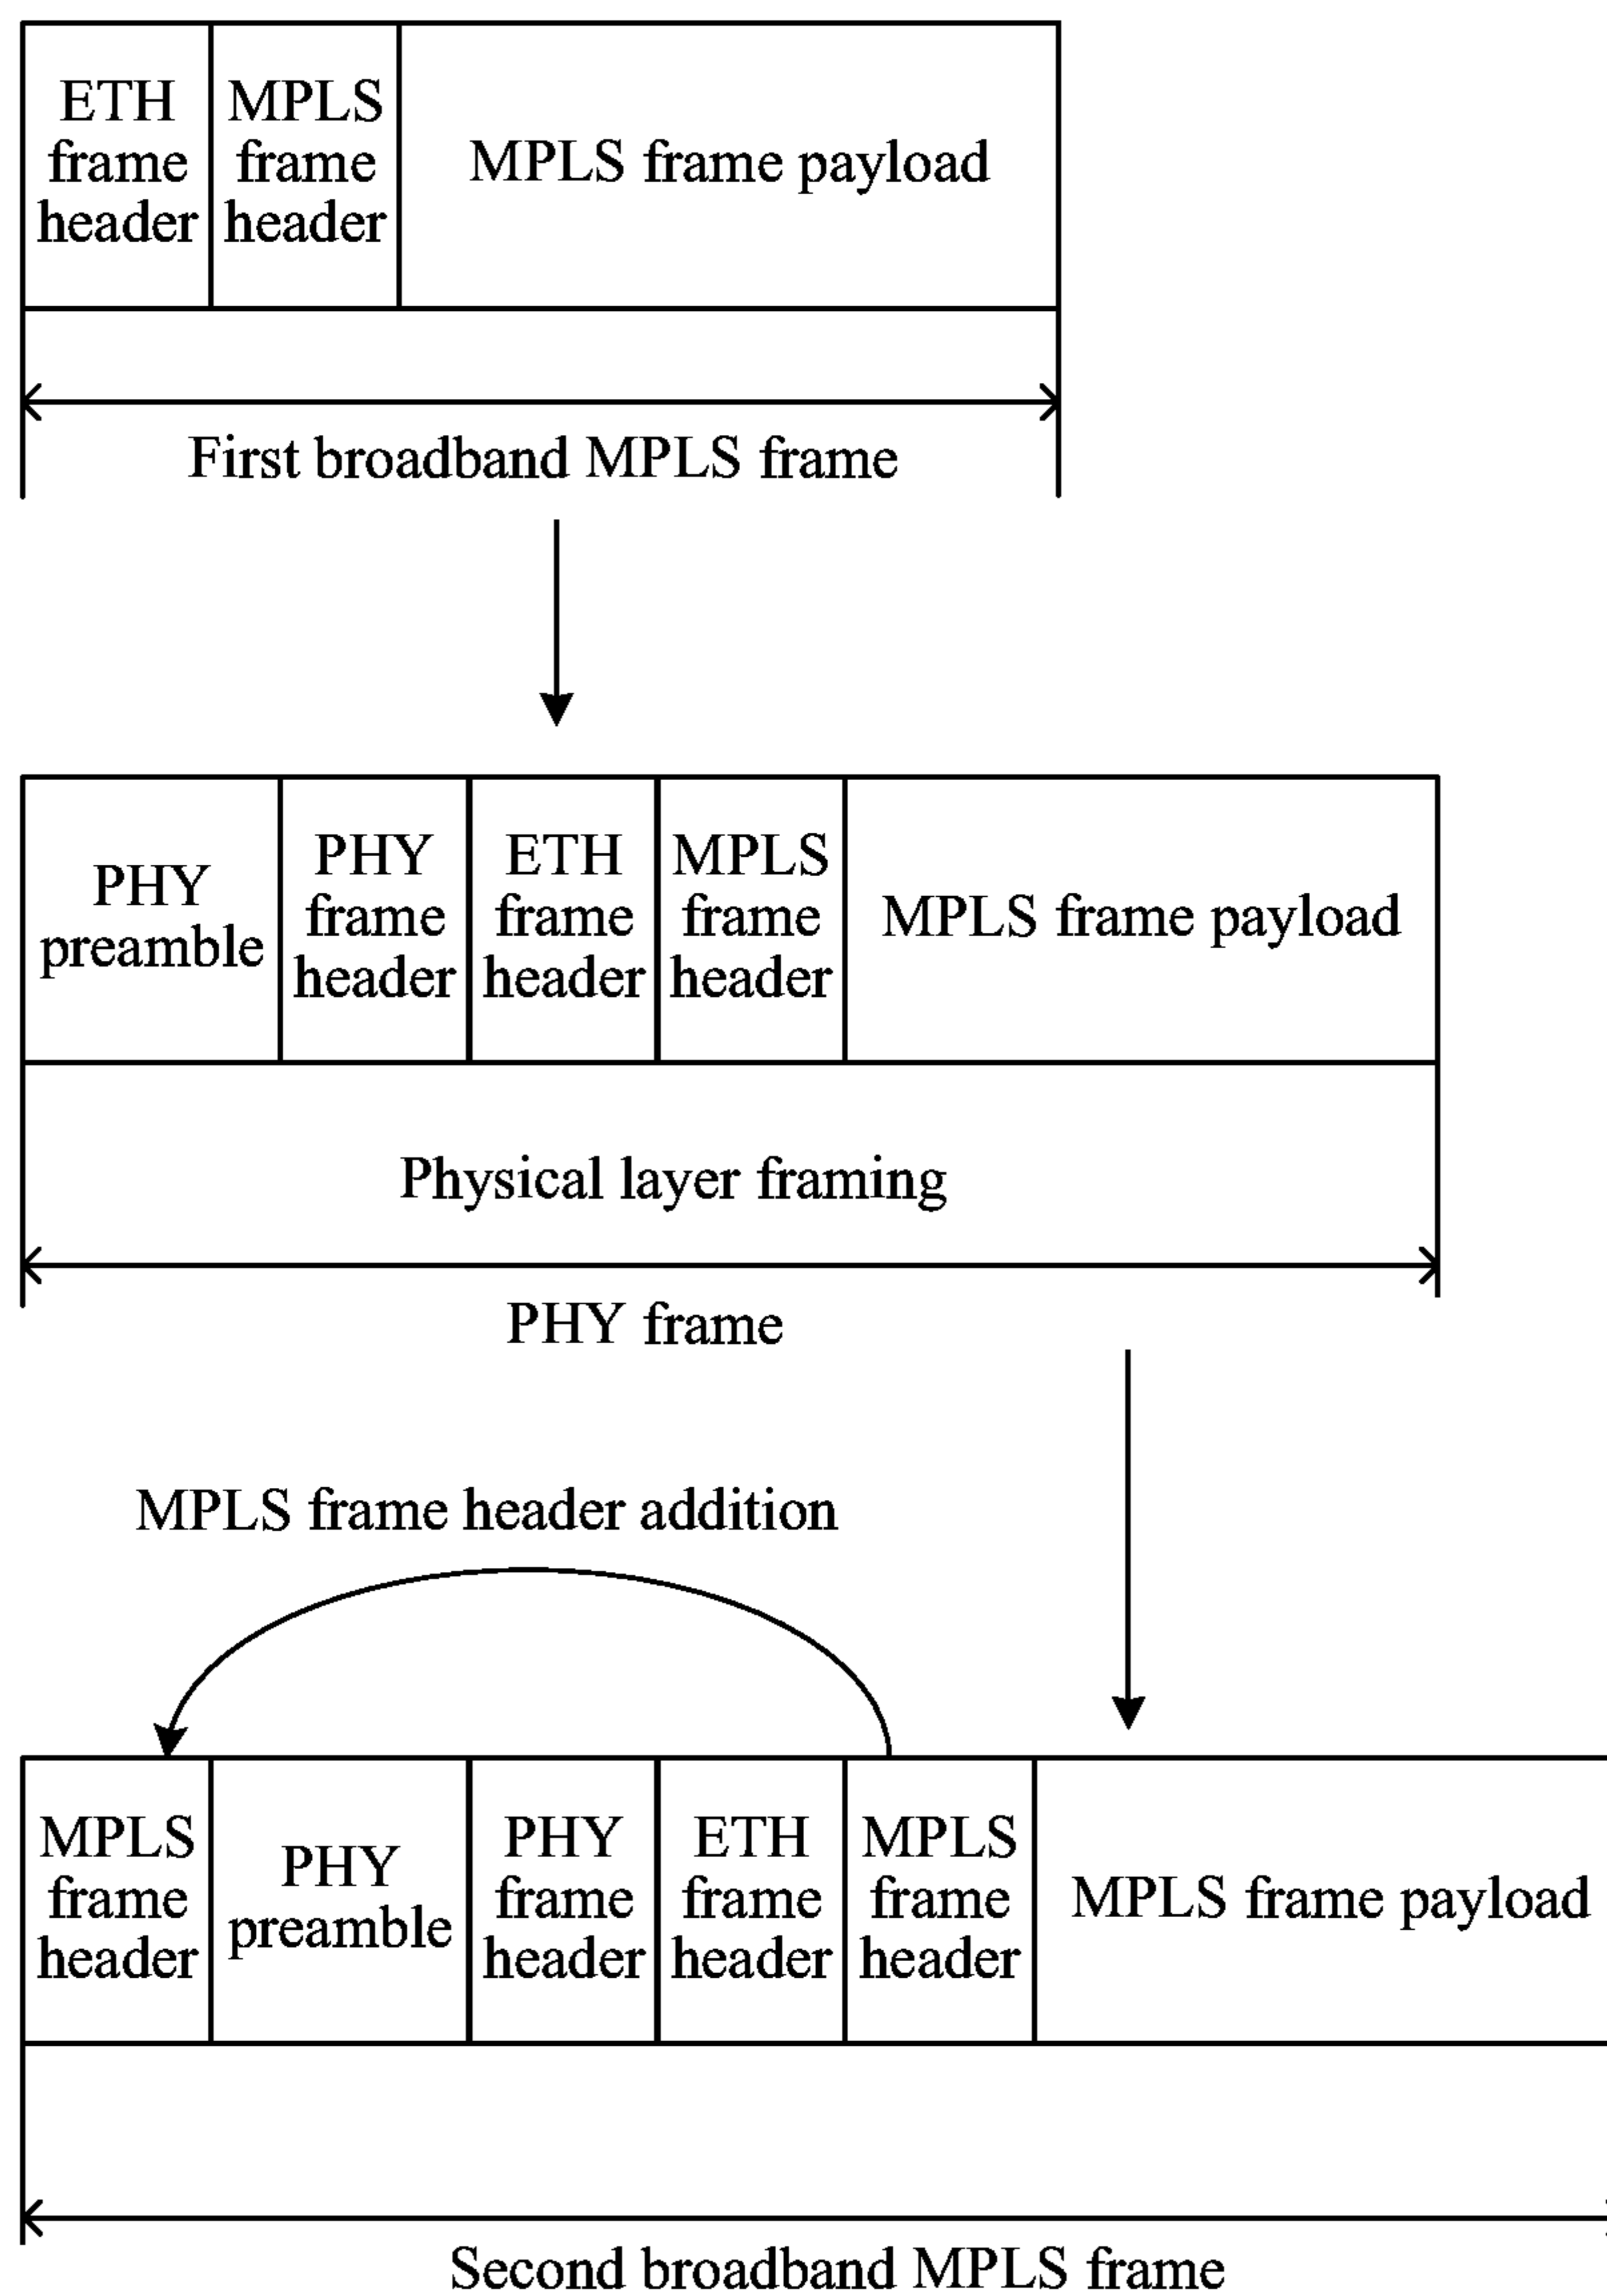 ETH
frame
header
MPLS
frame
header
MPLS frame payload
First broadband MPLS frame
PHY
preamble
PHY
frame
header
ETH
frame
header
MPLS
frame
header
MPLS frame payload
Physical layer framing
PHY frame
MPLS frame header addition
MPLS
frame
header
PHY
preamble
PHY
frame
header
ETH
frame
header
MPLS
frame
header
MPLS frame payload
Second broadband MPLS frame